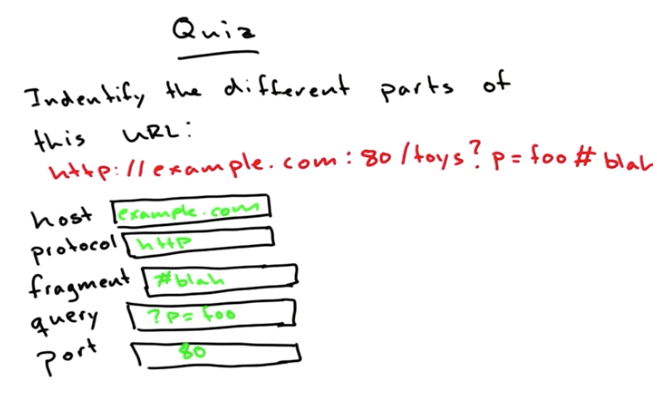 Quiz
Indentify the different parts of
this URL:
http://example.com:80/toys?p=foo#blah
host example.com
protocol http
fragment #blah
query ?p=foo
port 80